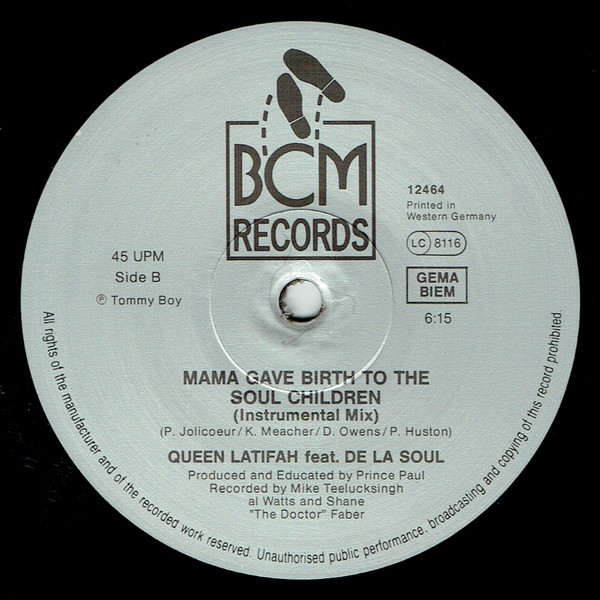 BCM
RECORDS
12464
Printed in
Western Germany
LC 8116
GEMA
BIEM
6:15
45 UPM
Side B
℗ Tommy Boy
MAMA GAVE BIRTH TO THE
SOUL CHILDREN
(Instrumental Mix)
(P. Jolicoeur/K. Meacher/D. Owens/P. Huston)
QUEEN LATIFAH feat. DE LA SOUL
Produced and Educated by Prince Paul
Recorded by Mike Teelucksingh
al Watts and Shane
"The Doctor" Faber
All rights of the manufacturer and of the owner of the recorded work reserved. Unauthorised public performance, broadcasting and copying of this record prohibited.